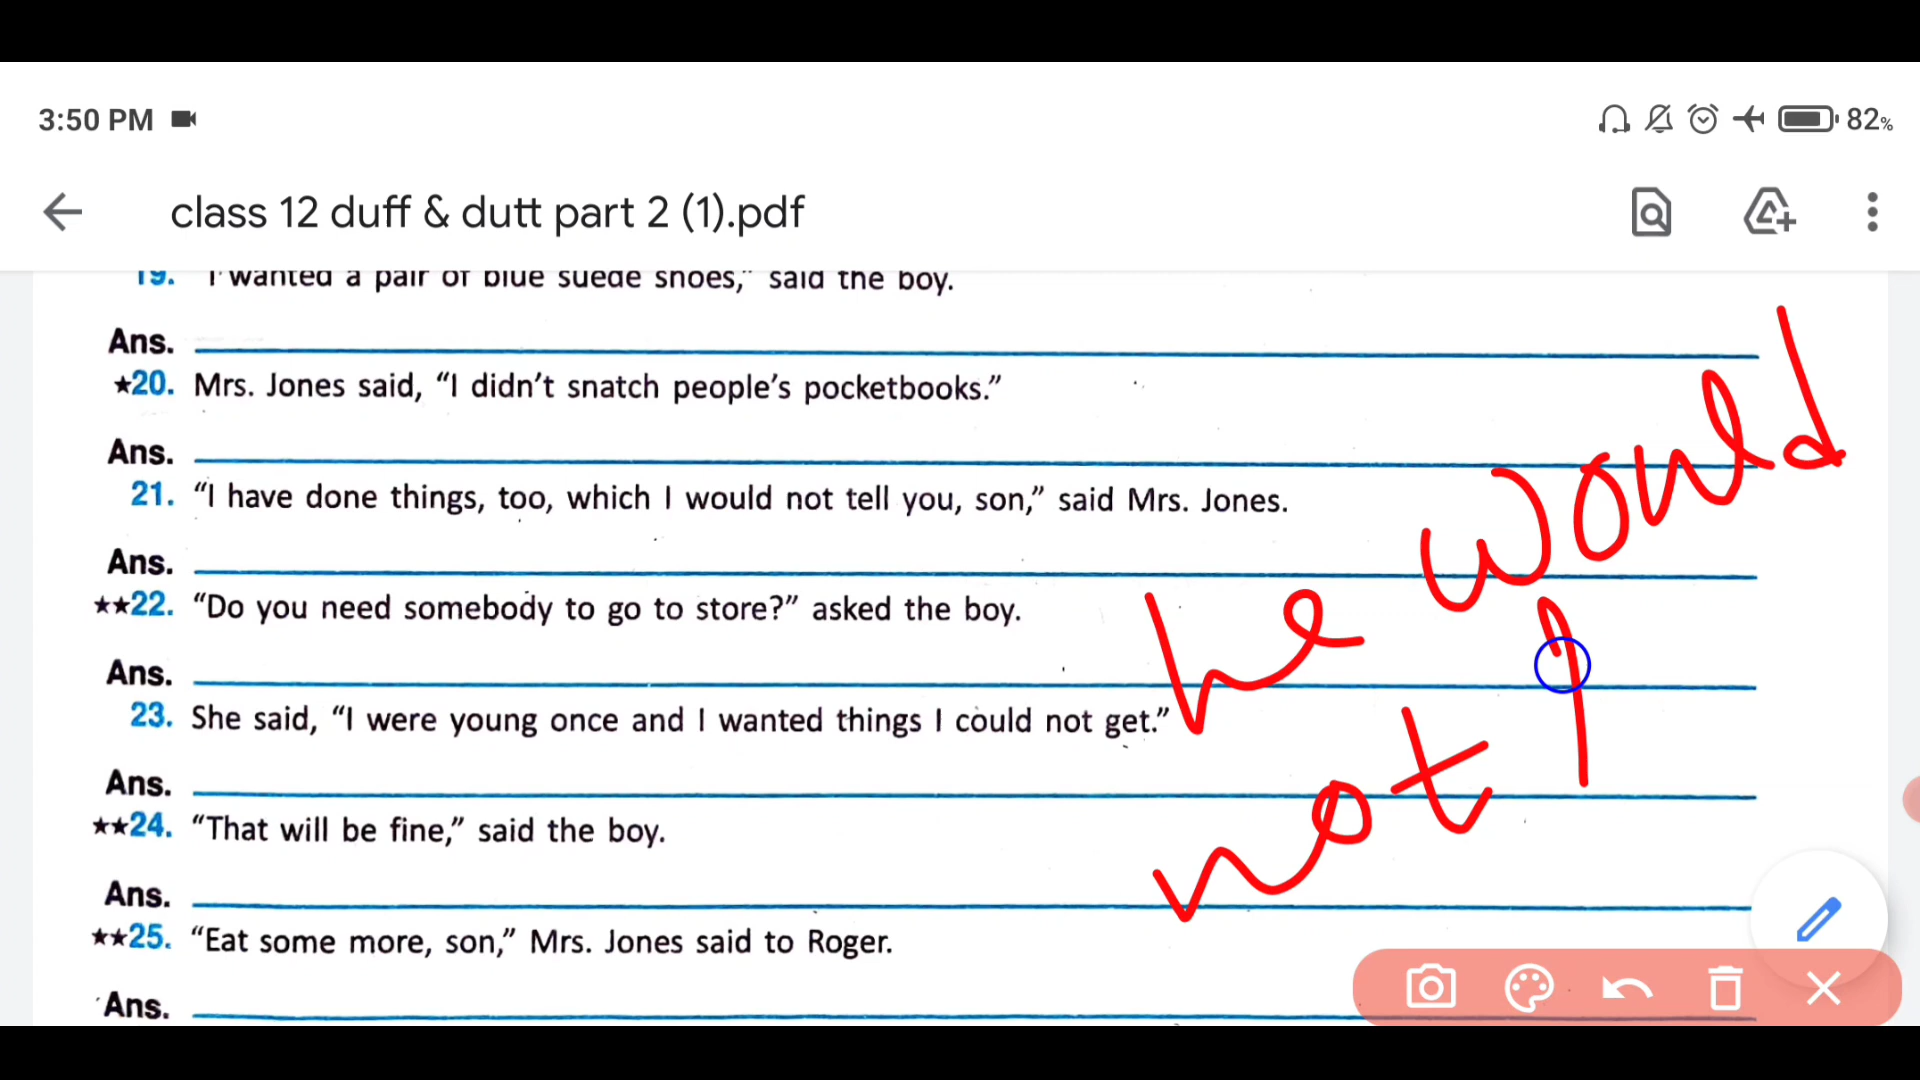 3:50 PM 82%
class 12 duff & dutt part 2 (1).pdf
19. "I wanted a pair of blue suede shoes," said the boy.
Ans.
★20. Mrs. Jones said, "I didn't snatch people's pocketbooks."
Ans.
21. "I have done things, too, which I would not tell you, son," said Mrs. Jones.
Ans.
★★22. "Do you need somebody to go to store?" asked the boy.
Ans.
23. She said, "I were young once and I wanted things I could not get."
Ans.
★★24. "That will be fine," said the boy.
Ans.
★★25. "Eat some more, son," Mrs. Jones said to Roger.
Ans.
he would
not